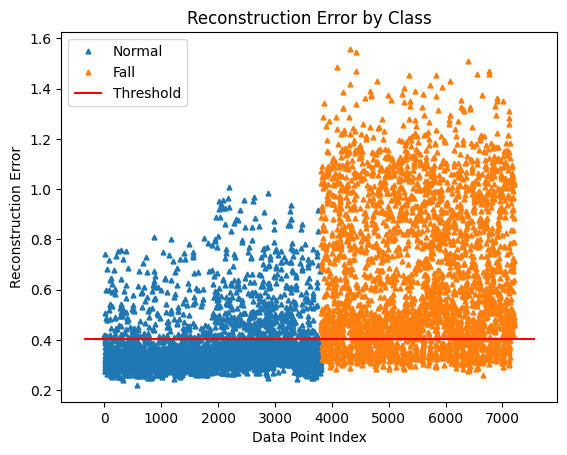 Reconstruction Error by Class
Normal
Fall
Threshold
Reconstruction Error
1.6
1.4
1.2
1.0
0.8
0.6
0.4
0.2
0 1000 2000 3000 4000 5000 6000 7000
Data Point Index